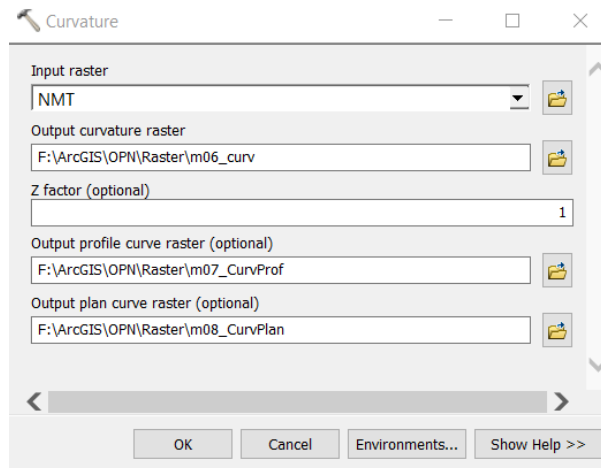 Curvature
Input raster
NMT
Output curvature raster
F:\ArcGIS\OPN\Raster\m06_curv
Z factor (optional)
1
Output profile curve raster (optional)
F:\ArcGIS\OPN\Raster\m07_CurvProf
Output plan curve raster (optional)
F:\ArcGIS\OPN\Raster\m08_CurvPlan
OK Cancel Environments... Show Help >>